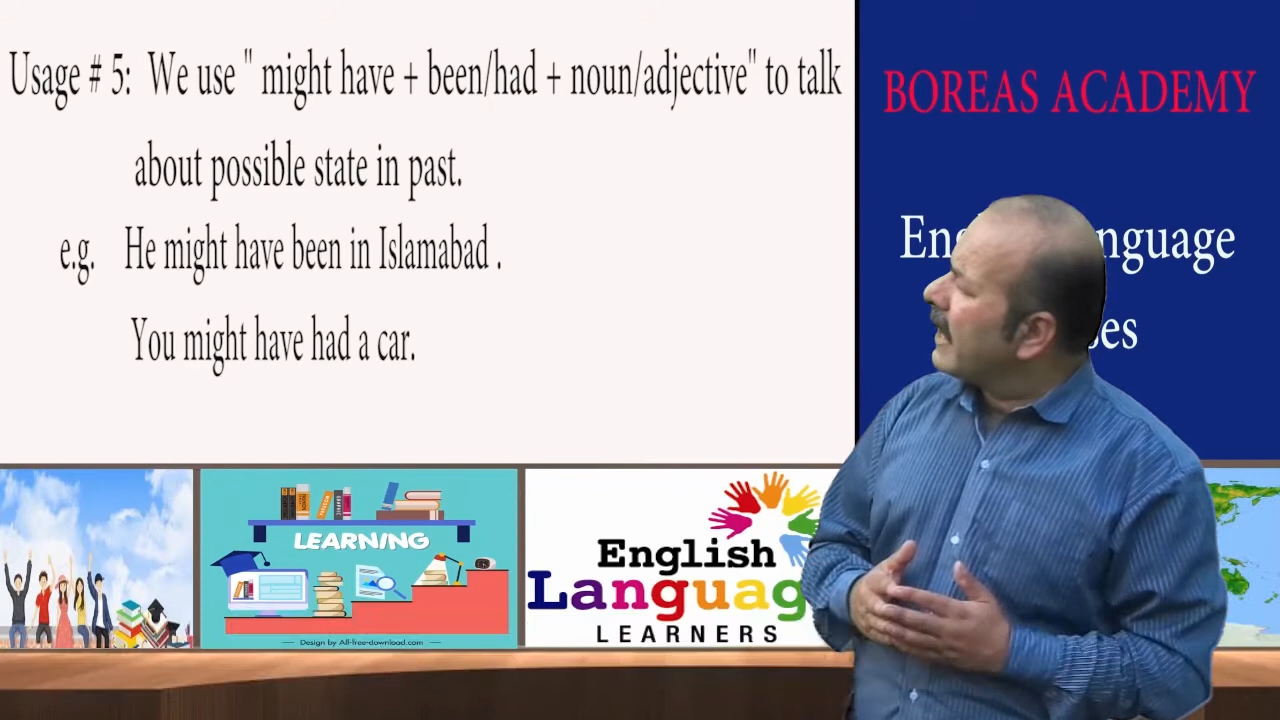 Usage # 5: We use " might have + been/had + noun/adjective" to talk
about possible state in past.
e.g. He might have been in Islamabad .
You might have had a car.
BOREAS ACADEMY
LEARNING
Design by All-free-download.com
English
Languag
LEARNERS